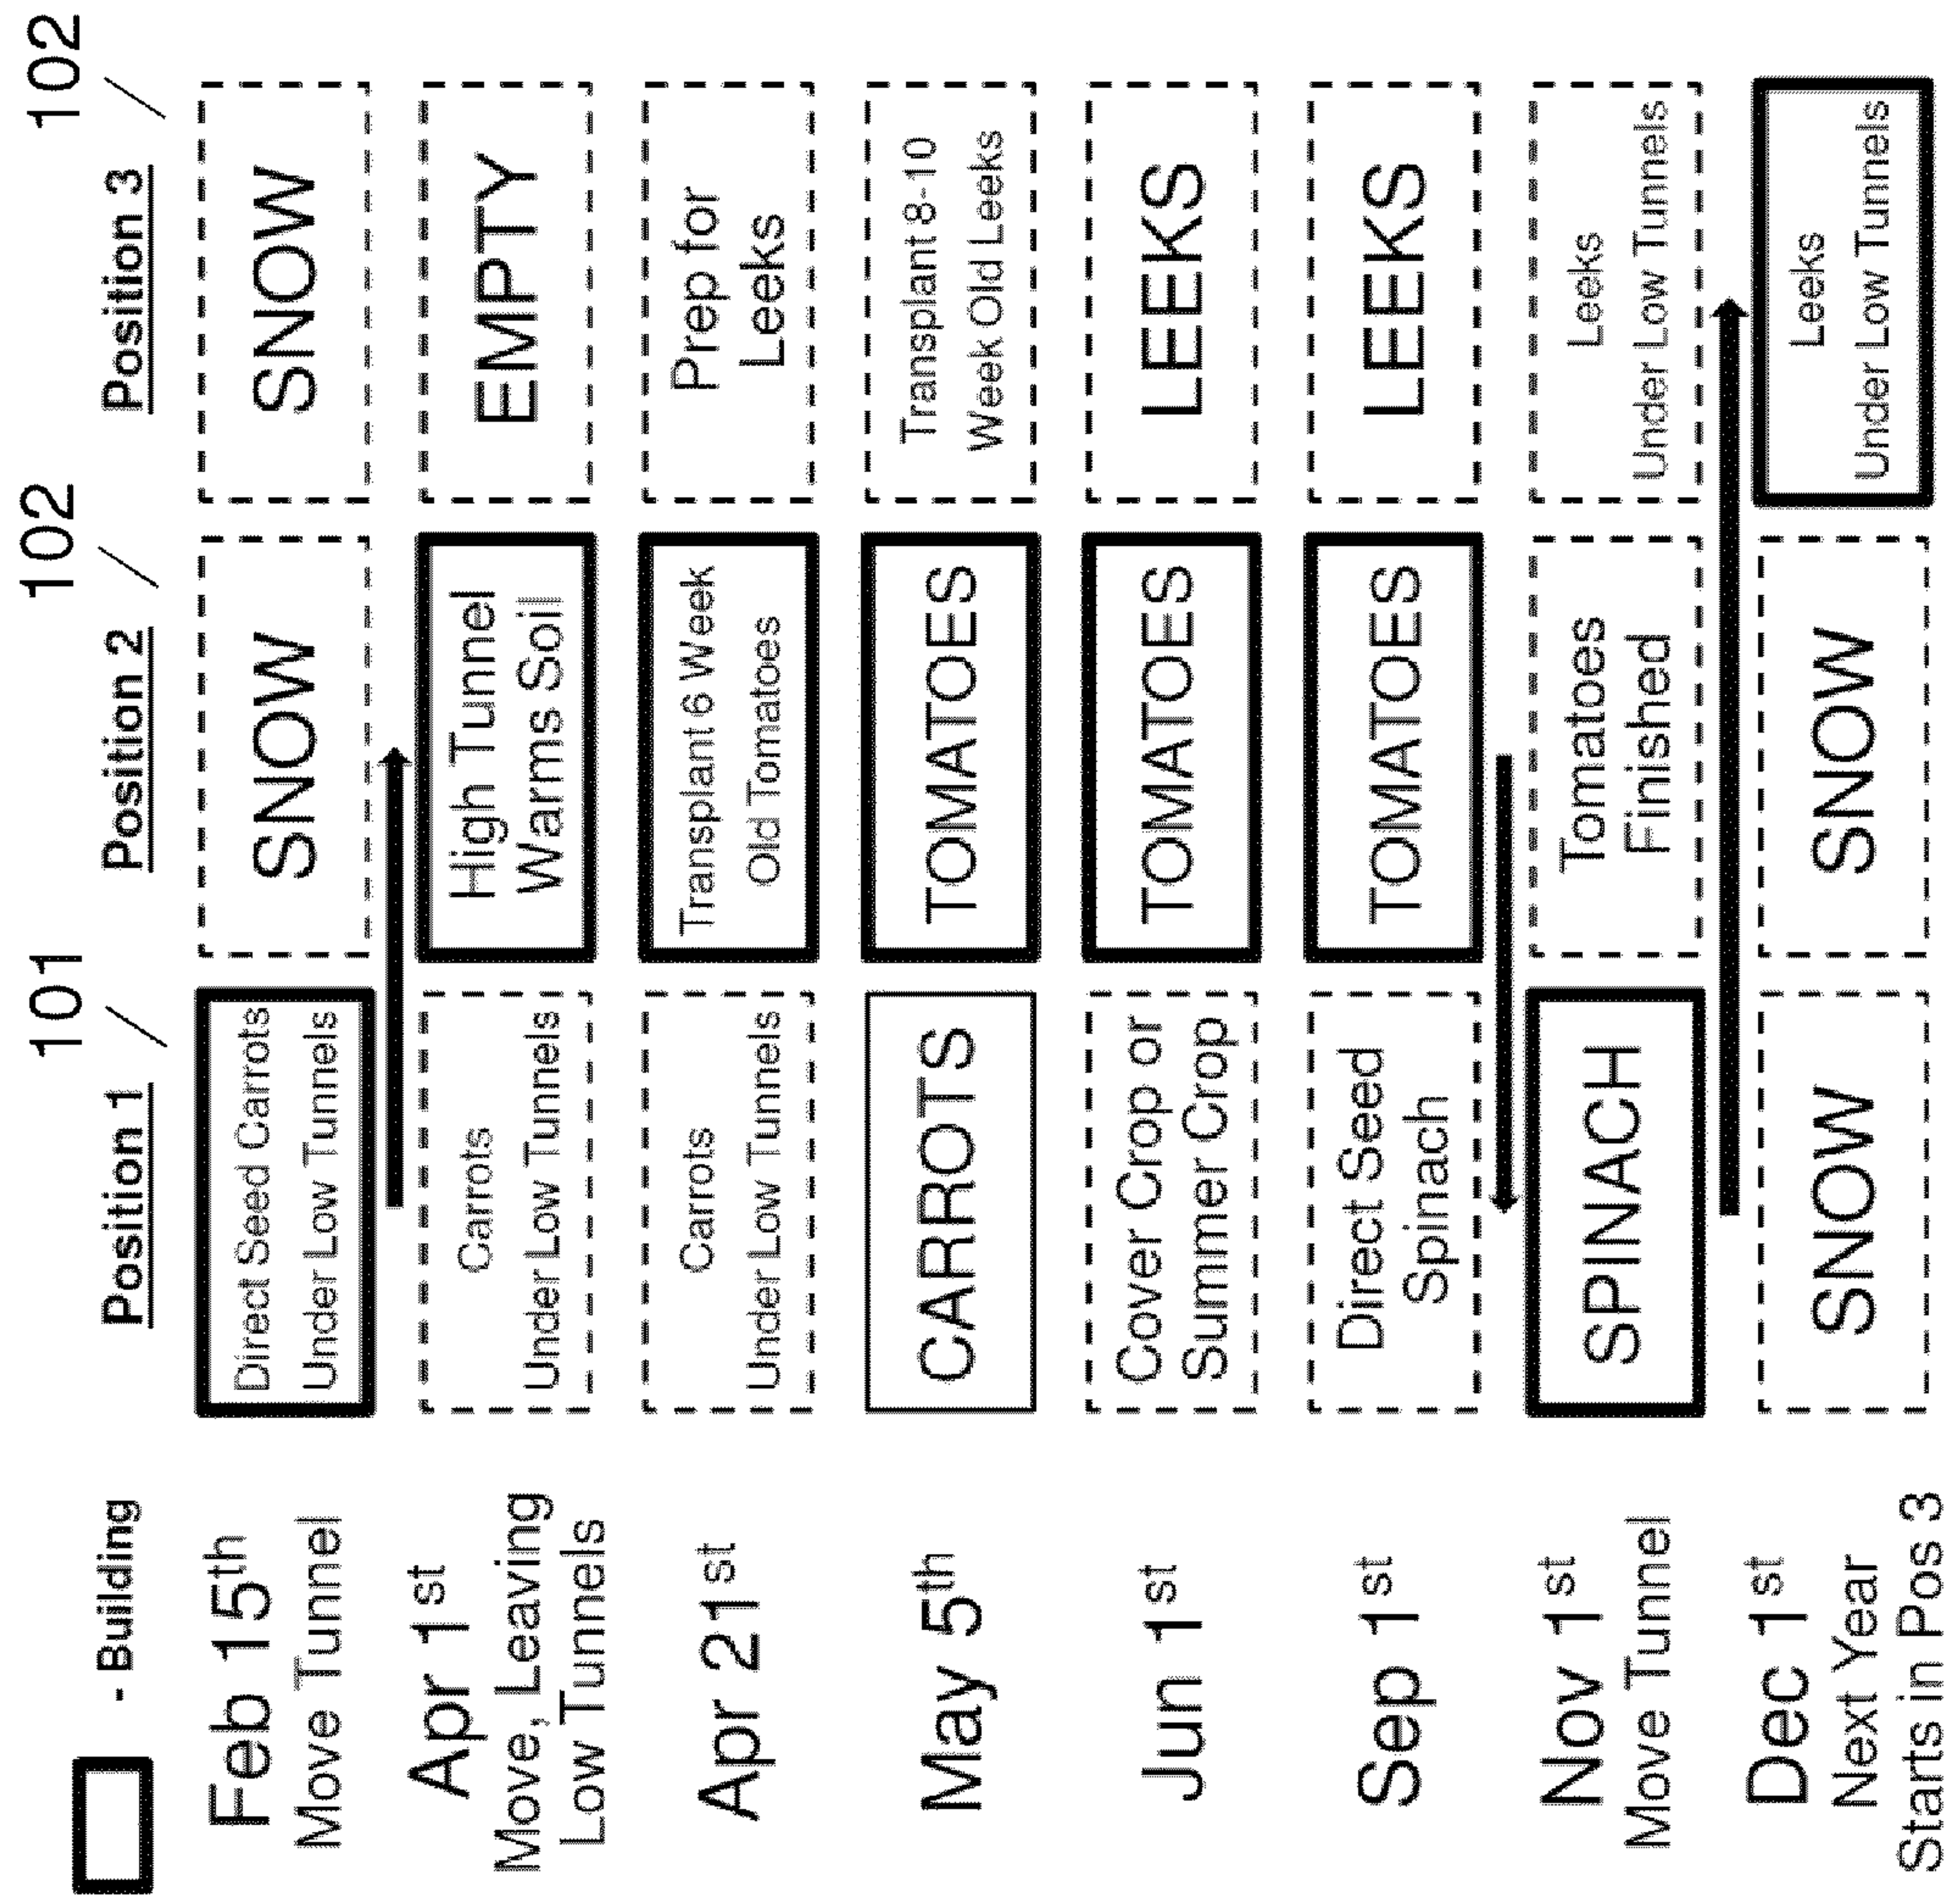 101
102
102
- Building
Position 1
Position 2
Position 3
Feb 15th
Move Tunnel
Direct Seed Carrots
Under Low Tunnels
SNOW
SNOW
Apr 1st
Move, Leaving
Low Tunnels
Carrots
Under Low Tunnels
High Tunnel
Warms Soil
EMPTY
Apr 21st
Carrots
Under Low Tunnels
Transplant 6 Week
Old Tomatoes
Prep for
Leeks
May 5th
CARROTS
TOMATOES
Transplant 8-10
Week Old Leeks
Jun 1st
Cover Crop or
Summer Crop
TOMATOES
LEEKS
Sep 1st
Direct Seed
Spinach
TOMATOES
LEEKS
Nov 1st
Move Tunnel
SPINACH
Tomatoes
Finished
Leeks
Under Low Tunnels
Dec 1st
Next Year
Starts in Pos 3
SNOW
SNOW
Leeks
Under Low Tunnels